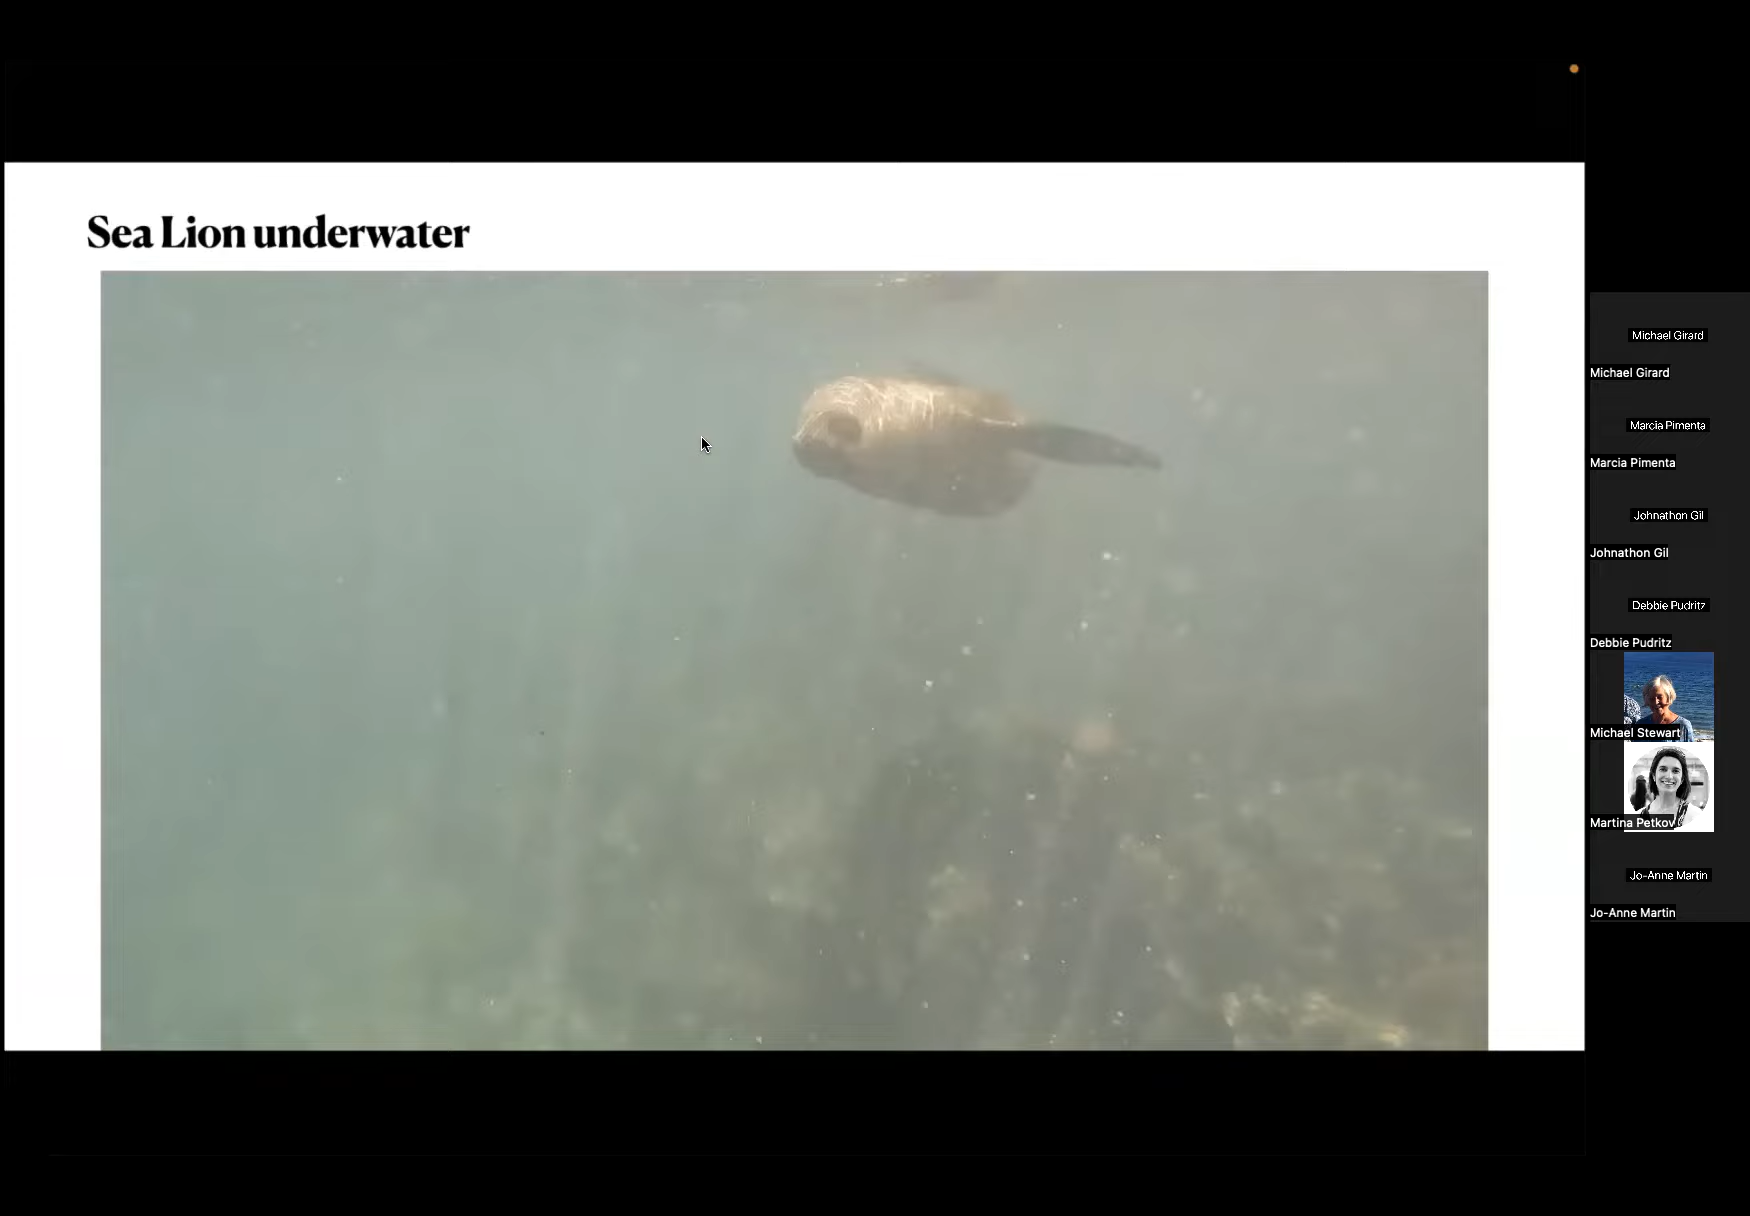 Sea Lion underwater
Michael Girard
Michael Girard
Marcia Pimenta
Marcia Pimenta
Johnathon Gil
Johnathon Gil
Debbie Pudritz
Debbie Pudritz
Michael Stewart
Martina Petkov
Jo-Anne Martin
Jo-Anne Martin